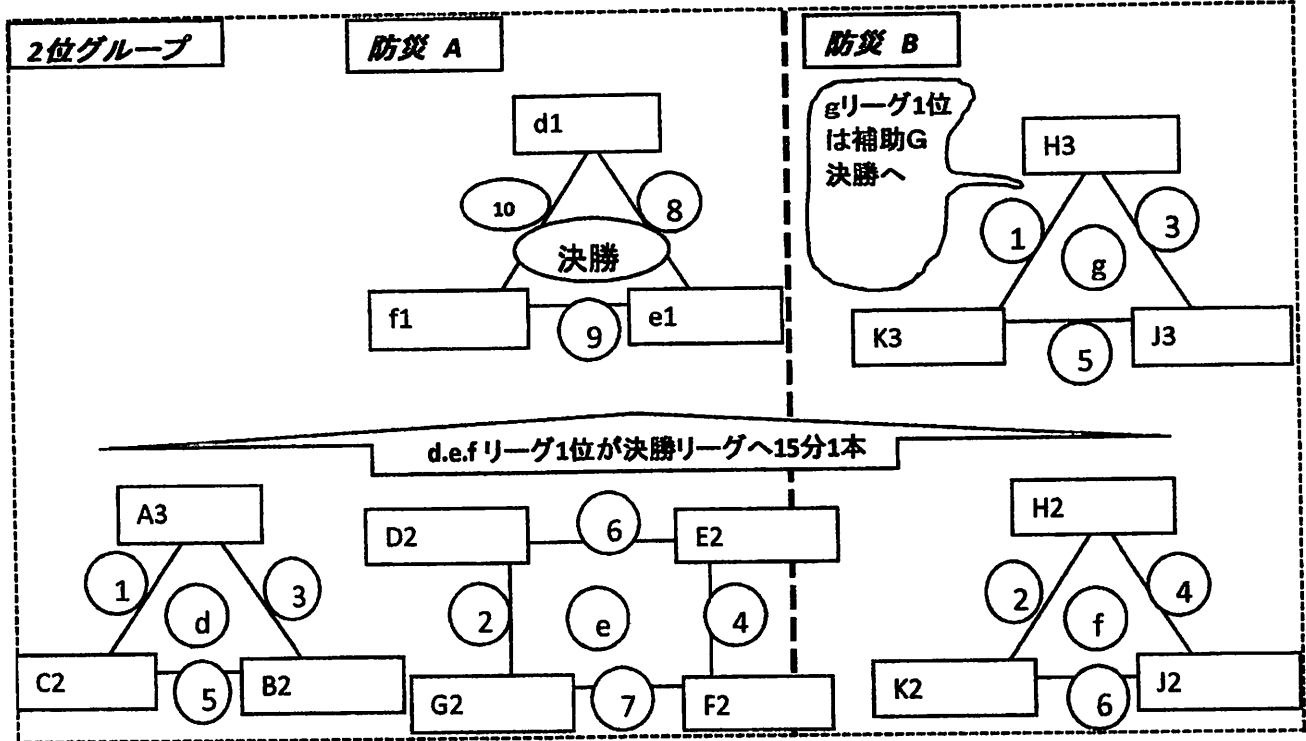 2位グループ
防災 A
防災 B
gリーグ1位
は補助G
決勝へ
d1
10
8
決勝
f1
9
e1
H3
1
3
g
K3
5
J3
d.e.fリーグ1位が決勝リーグへ15分1本
A3
1
3
d
C2
5
B2
D2
6
E2
2
e
4
G2
7
F2
H2
2
4
f
K2
6
J2